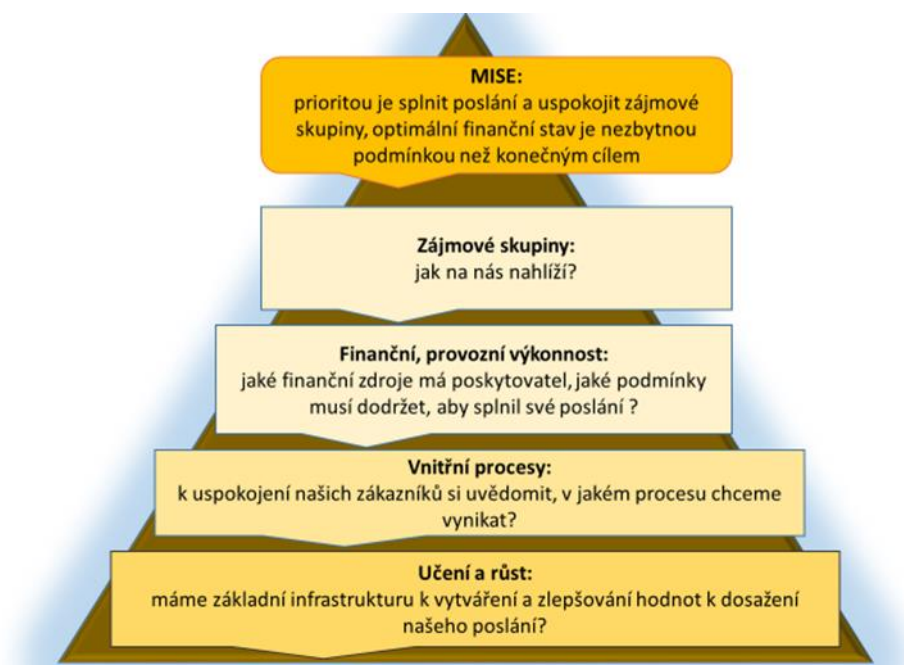 MISE:
prioritou je splnit poslání a uspokojit zájmové
skupiny, optimální finanční stav je nezbytnou
podmínkou než konečným cílem
Zájmové skupiny:
jak na nás nahlíží?
Finanční, provozní výkonnost:
jaké finanční zdroje má poskytovatel, jaké podmínky
musí dodržet, aby splnil své poslání ?
Vnitřní procesy:
k uspokojení našich zákazníků si uvědomit, v jakém procesu chceme
vynikat?
Učení a růst:
máme základní infrastrukturu k vytváření a zlepšování hodnot k dosažení
našeho poslání?